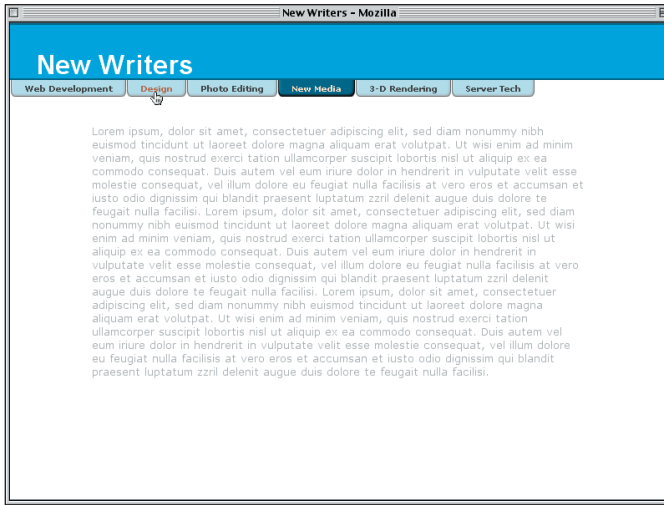 New Writers – Mozilla
New Writers
Web Development Design Photo Editing New Media 3-D Rendering Server Tech
Lorem ipsum, dolor sit amet, consectetuer adipiscing elit, sed diam nonummy nibh
euismod tincidunt ut laoreet dolore magna aliquam erat volutpat. Ut wisi enim ad minim
veniam, quis nostrud exerci tation ullamcorper suscipit lobortis nisl ut aliquip ex ea
commodo consequat. Duis autem vel eum iriure dolor in hendrerit in vulputate velit esse
molestie consequat, vel illum dolore eu feugiat nulla facilisis at vero eros et accumsan et
iusto odio dignissim qui blandit praesent luptatum zzril delenit augue duis dolore te
feugait nulla facilisi. Lorem ipsum, dolor sit amet, consectetuer adipiscing elit, sed diam
nonummy nibh euismod tincidunt ut laoreet dolore magna aliquam erat volutpat. Ut wisi
enim ad minim veniam, quis nostrud exerci tation ullamcorper suscipit lobortis nisl ut
aliquip ex ea commodo consequat. Duis autem vel eum iriure dolor in hendrerit in
vulputate velit esse molestie consequat, vel illum dolore eu feugiat nulla facilisis at vero
eros et accumsan et iusto odio dignissim qui blandit praesent luptatum zzril delenit
augue duis dolore te feugait nulla facilisi. Lorem ipsum, dolor sit amet, consectetuer
adipiscing elit, sed diam nonummy nibh euismod tincidunt ut laoreet dolore magna
aliquam erat volutpat. Ut wisi enim ad minim veniam, quis nostrud exerci tation
ullamcorper suscipit lobortis nisl ut aliquip ex ea commodo consequat. Duis autem vel
eum iriure dolor in hendrerit in vulputate velit esse molestie consequat, vel illum dolore
eu feugiat nulla facilisis at vero eros et accumsan et iusto odio dignissim qui blandit
praesent luptatum zzril delenit augue duis dolore te feugait nulla facilisi.